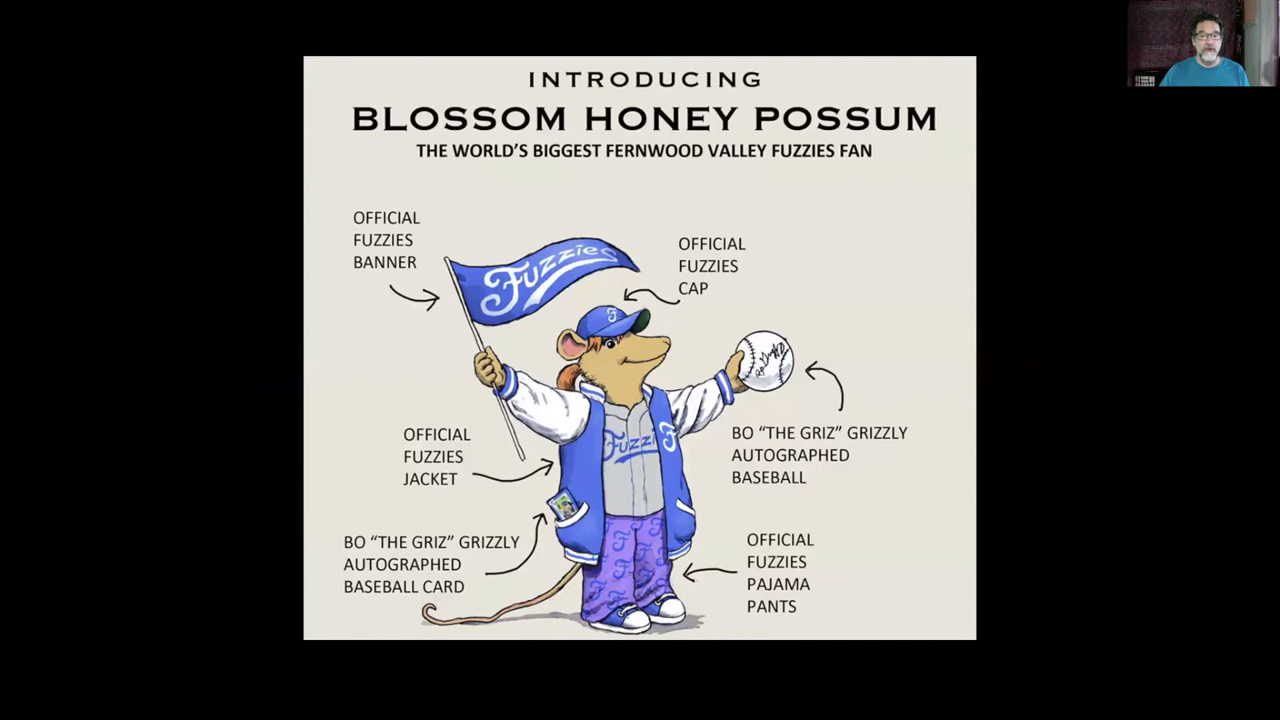 INTRODUCING
BLOSSOM HONEY POSSUM
THE WORLD'S BIGGEST FERNWOOD VALLEY FUZZIES FAN
OFFICIAL
FUZZIES
BANNER
Fuzzies
OFFICIAL
FUZZIES
CAP
F
OFFICIAL
FUZZIES
JACKET
Fuzzi
F
BO “THE GRIZ” GRIZZLY
AUTOGRAPHED
BASEBALL
BO “THE GRIZ” GRIZZLY
AUTOGRAPHED
BASEBALL CARD
OFFICIAL
FUZZIES
PAJAMA
PANTS